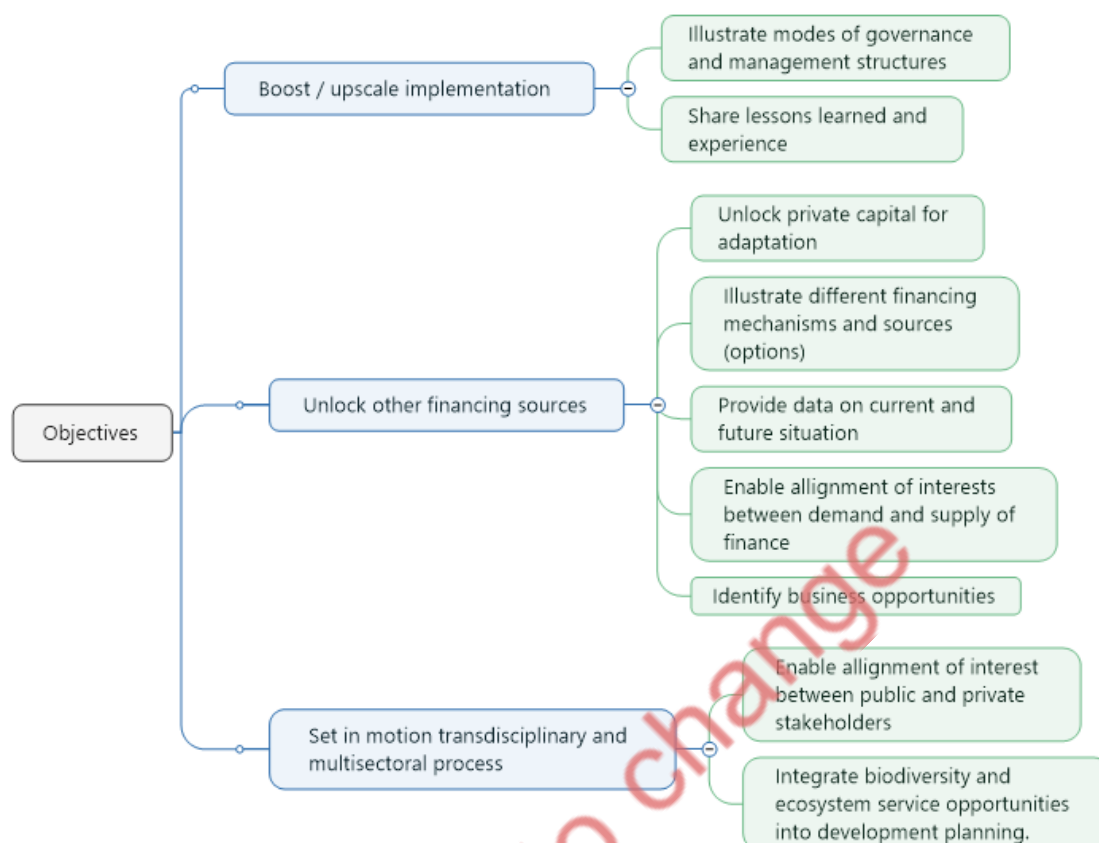 Illustrate modes of governance
and management structures
Boost / upscale implementation
Share lessons learned and
experience
Unlock private capital for
adaptation
Illustrate different financing
mechanisms and sources
(options)
Objectives
Unlock other financing sources
Provide data on current and
future situation
Enable allignment of interests
between demand and supply of
finance
Identify business opportunities
Set in motion transdisciplinary and
multisectoral process
Enable allignment of interest
between public and private
stakeholders
Integrate biodiversity and
ecosystem service opportunities
into development planning.
change